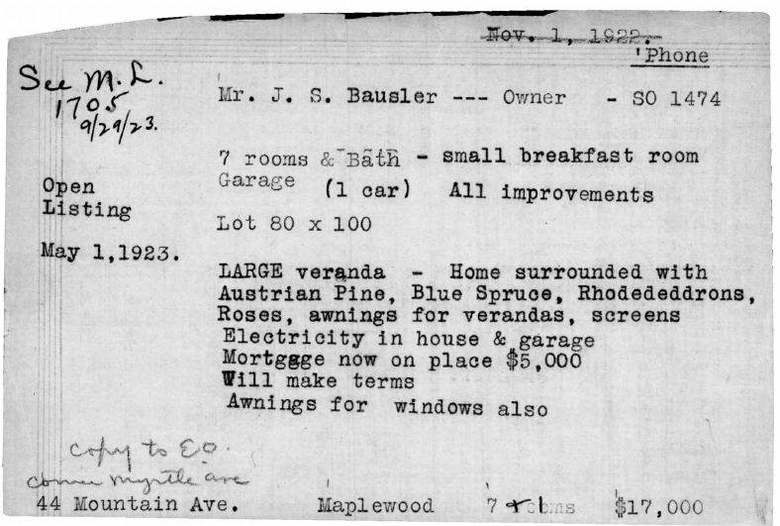 Nov. 1, 1922.
'Phone
See M.L.
1705
9/29/23.
Mr. J. S. Bausler --- Owner - SO 1474
7 rooms & Bath - small breakfast room
Garage (1 car) All improvements
Open
Listing
Lot 80 x 100
May 1,1923.
LARGE veranda - Home surrounded with
Austrian Pine, Blue Spruce, Rhodededdrons,
Roses, awnings for verandas, screens
Electricity in house & garage
Mortggge now on place $5,000
Will make terms
Awnings for windows also
copy to EO.
corner myrtle ave
44 Mountain Ave. Maplewood 7 rooms $17,000